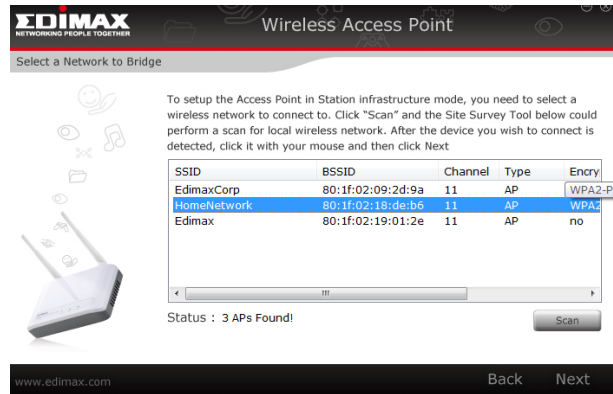 EDIMAX
NETWORKING PEOPLE TOGETHER
Wireless Access Point
Select a Network to Bridge
To setup the Access Point in Station infrastructure mode, you need to select a
wireless network to connect to. Click "Scan" and the Site Survey Tool below could
perform a scan for local wireless network. After the device you wish to connect is
detected, click it with your mouse and then click Next
SSID BSSID Channel Type Encry
EdimaxCorp 80:1f:02:09:2d:9a 11 AP WPA2-P
HomeNetwork 80:1f:02:18:de:b6 11 AP WPA2
Edimax 80:1f:02:19:01:2e 11 AP no
Status : 3 APs Found!
Scan
www.edimax.com
Back Next